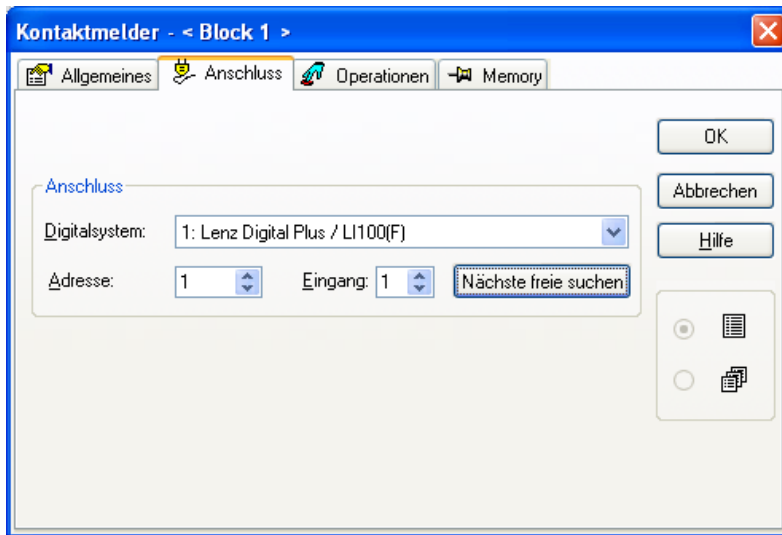 Kontaktmelder - < Block 1 >
Allgemeines Anschluss Operationen Memory
OK
Anschluss
Abbrechen
Digitalsystem: 1: Lenz Digital Plus / LI100(F)
Hilfe
Adresse: 1 Eingang: 1 Nächste freie suchen